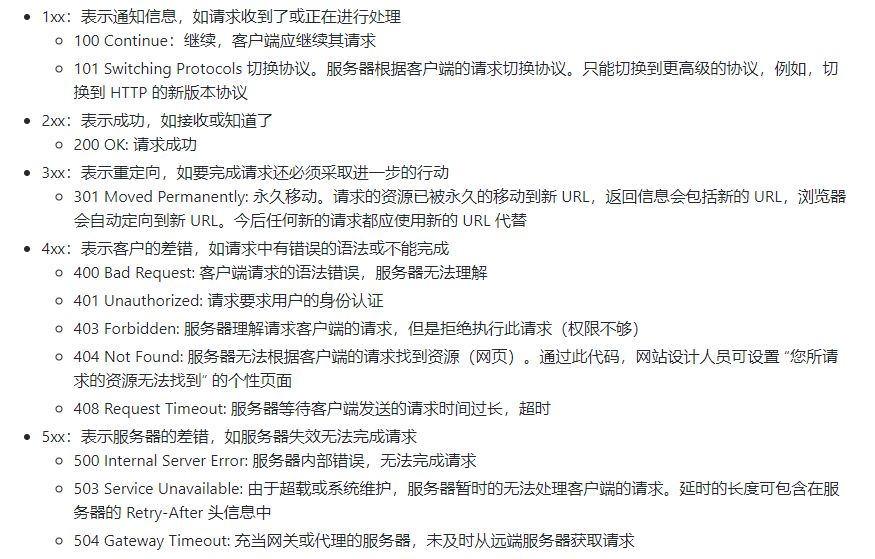 1xx：表示通知信息，如请求收到了或正在进行处理
100 Continue：继续，客户端应继续其请求
101 Switching Protocols 切换协议。服务器根据客户端的请求切换协议。只能切换到更高级的协议，例如，切
换到 HTTP 的新版本协议
2xx：表示成功，如接收或知道了
200 OK: 请求成功
3xx：表示重定向，如要完成请求还必须采取进一步的行动
301 Moved Permanently: 永久移动。请求的资源已被永久的移动到新 URL，返回信息会包括新的 URL，浏览器
会自动定向到新 URL。今后任何新的请求都应使用新的 URL 代替
4xx：表示客户的差错，如请求中有错误的语法或不能完成
400 Bad Request: 客户端请求的语法错误，服务器无法理解
401 Unauthorized: 请求要求用户的身份认证
403 Forbidden: 服务器理解请求客户端的请求，但是拒绝执行此请求（权限不够）
404 Not Found: 服务器无法根据客户端的请求找到资源（网页）。通过此代码，网站设计人员可设置 “您所请
求的资源无法找到” 的个性页面
408 Request Timeout: 服务器等待客户端发送的请求时间过长，超时
5xx：表示服务器的差错，如服务器失效无法完成请求
500 Internal Server Error: 服务器内部错误，无法完成请求
503 Service Unavailable: 由于超载或系统维护，服务器暂时的无法处理客户端的请求。延时的长度可包含在服
务器的 Retry-After 头信息中
504 Gateway Timeout: 充当网关或代理的服务器，未及时从远端服务器获取请求